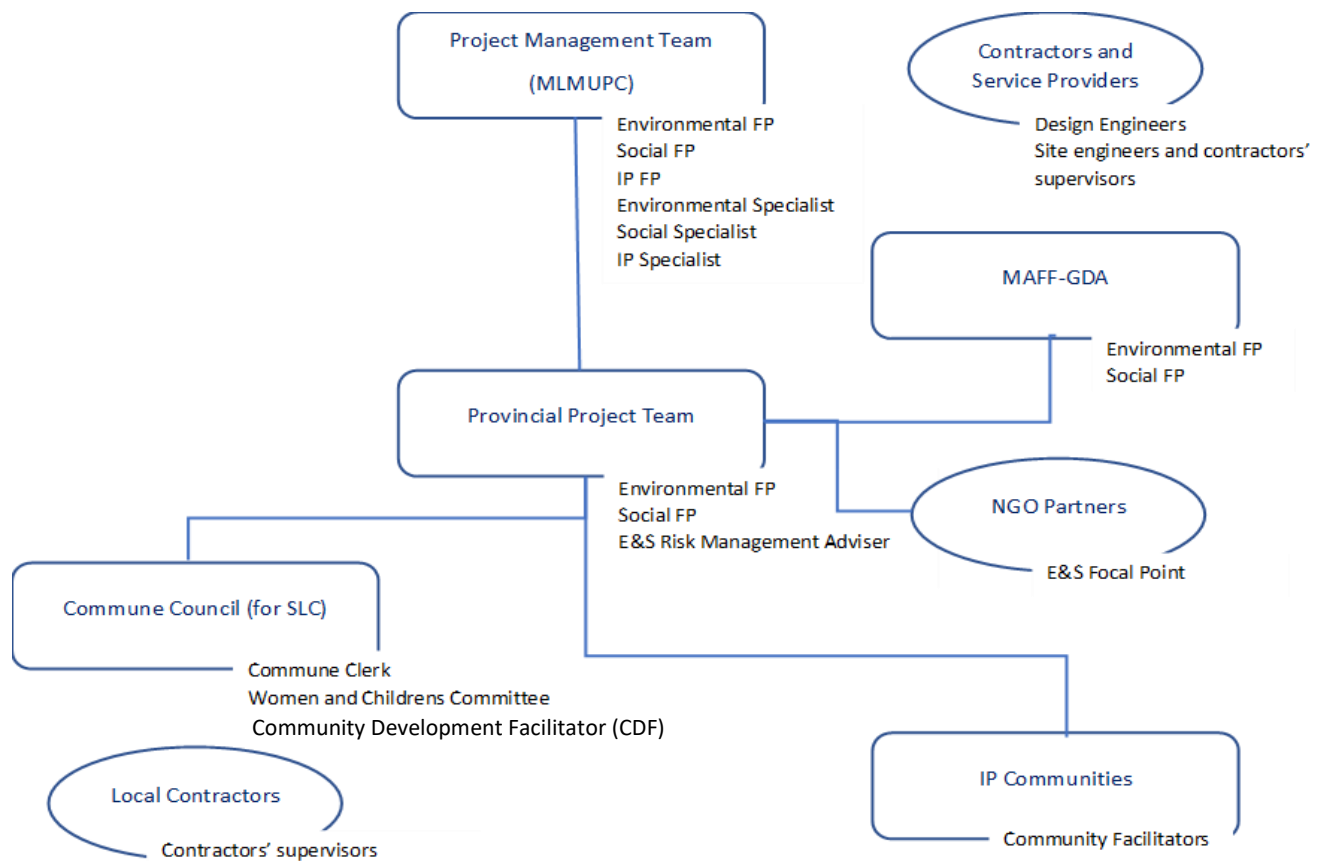 Project Management Team
(MLMUPC)
Environmental FP
Social FP
IP FP
Environmental Specialist
Social Specialist
IP Specialist
Contractors and
Service Providers
Design Engineers
Site engineers and contractors’
supervisors
MAFF-GDA
Environmental FP
Social FP
Provincial Project Team
Environmental FP
Social FP
E&S Risk Management Adviser
NGO Partners
E&S Focal Point
Commune Council (for SLC)
Commune Clerk
Women and Childrens Committee
Community Development Facilitator (CDF)
Local Contractors
Contractors’ supervisors
IP Communities
Community Facilitators